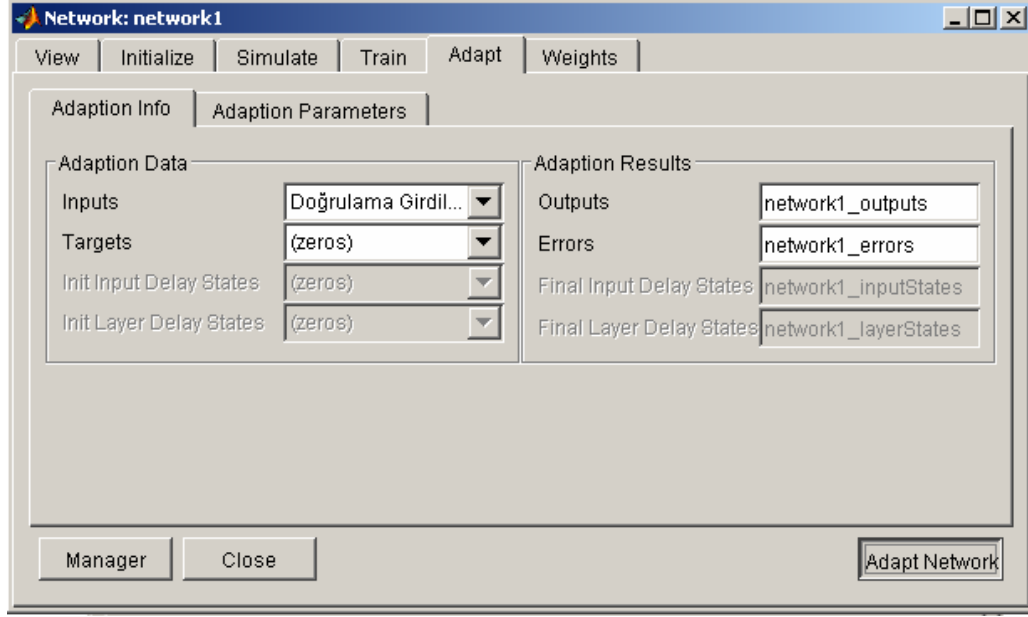 Network: network1
View Initialize Simulate Train Adapt Weights
Adaption Info Adaption Parameters
Adaption Data
Inputs Doğrulama Girdil...
Targets (zeros)
Init Input Delay States (zeros)
Init Layer Delay States (zeros)
Adaption Results
Outputs network1_outputs
Errors network1_errors
Final Input Delay States network1_inputStates
Final Layer Delay States network1_layerStates
Manager Close Adapt Network